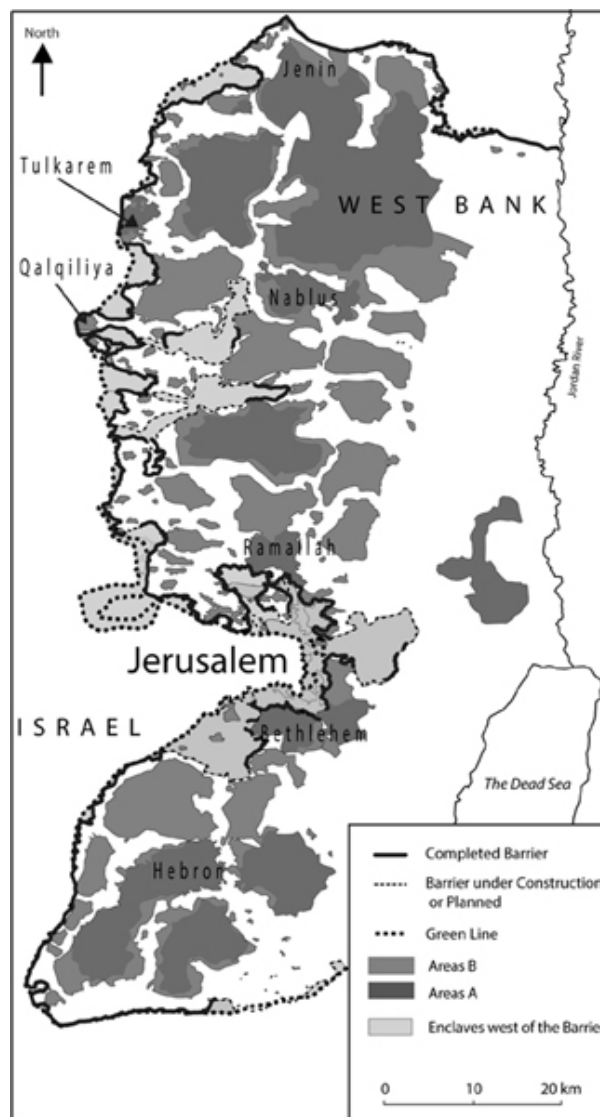 North
Jenin
Tulkarem
WEST BANK
Qalqiliya
Nablus
Jordan River
Ramallah
Jerusalem
ISRAEL
Bethlehem
The Dead Sea
Hebron
Completed Barrier
Barrier under Construction
or Planned
Green Line
Areas B
Areas A
Enclaves west of the Barrie
0 10 20 km